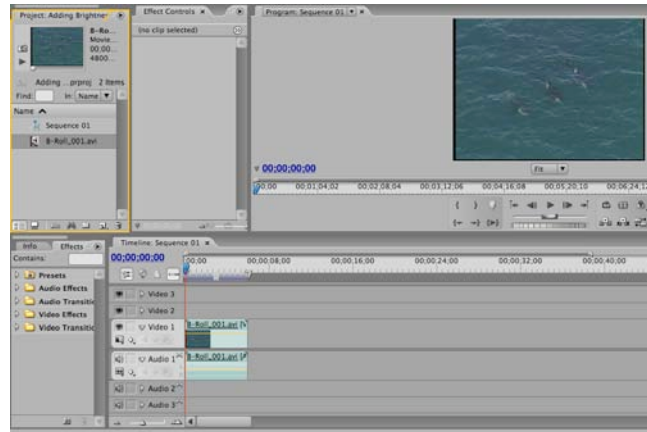 Project: Adding Brightne
Effect Controls x
Program: Sequence 01
B-Ro...
Movie
00;00
4800
(no clip selected)
Adding ...prproj 2 Items
Find: In: Name
Name
Sequence 01
B-Roll_001.avi
00;00;00;00
Fit
00;00 00;01;04;02 00;02;08;04 00;03;12;06 00;04;16;08 00;05;20;10 00;06;24;1
Info Effects x
Contains:
Presets
Audio Effects
Audio Transitio
Video Effects
Video Transitio
Timeline: Sequence 01 x
00;00;00;00
00;00 00;00;08;00 00;00;16;00 00;00;24;00 00;00;32;00 00;00;40;00
Video 3
Video 2
Video 1 B-Roll_001.avi [V
Audio 1 B-Roll_001.avi [A
Audio 2
Audio 3